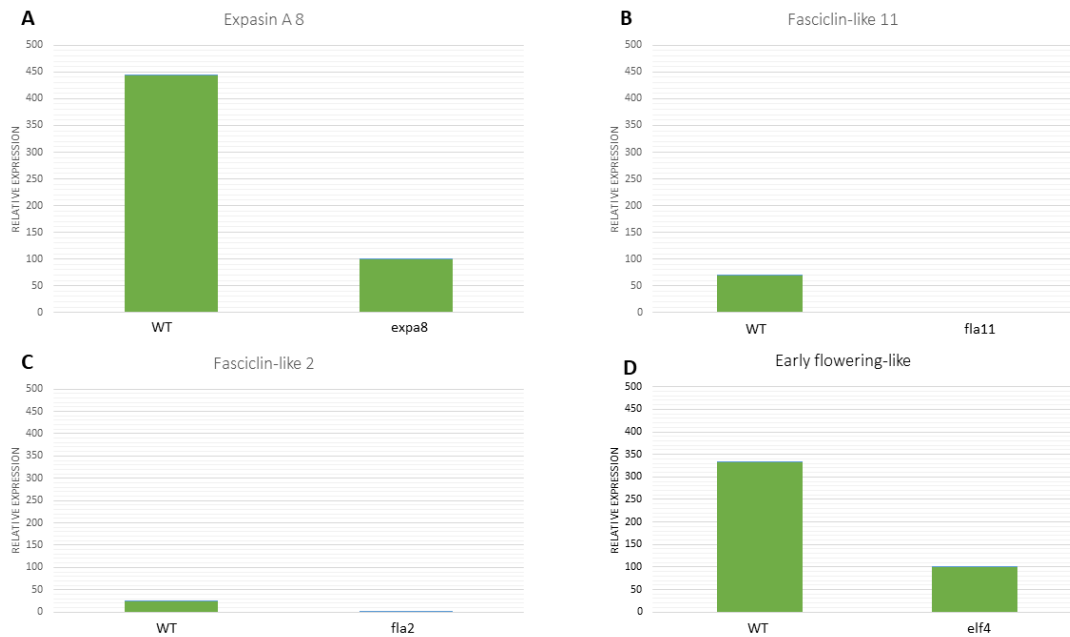 A
Expasin A 8
500
450
400
350
300
250
200
150
100
50
0
RELATIVE EXPRESSION
WT expa8
B
Fasciclin-like 11
500
450
400
350
300
250
200
150
100
50
0
RELATIVE EXPRESSION
WT fla11
C
Fasciclin-like 2
500
450
400
350
300
250
200
150
100
50
0
RELATIVE EXPRESSION
WT fla2
D
Early flowering-like
500
450
400
350
300
250
200
150
100
50
0
RELATIVE EXPRESSION
WT elf4